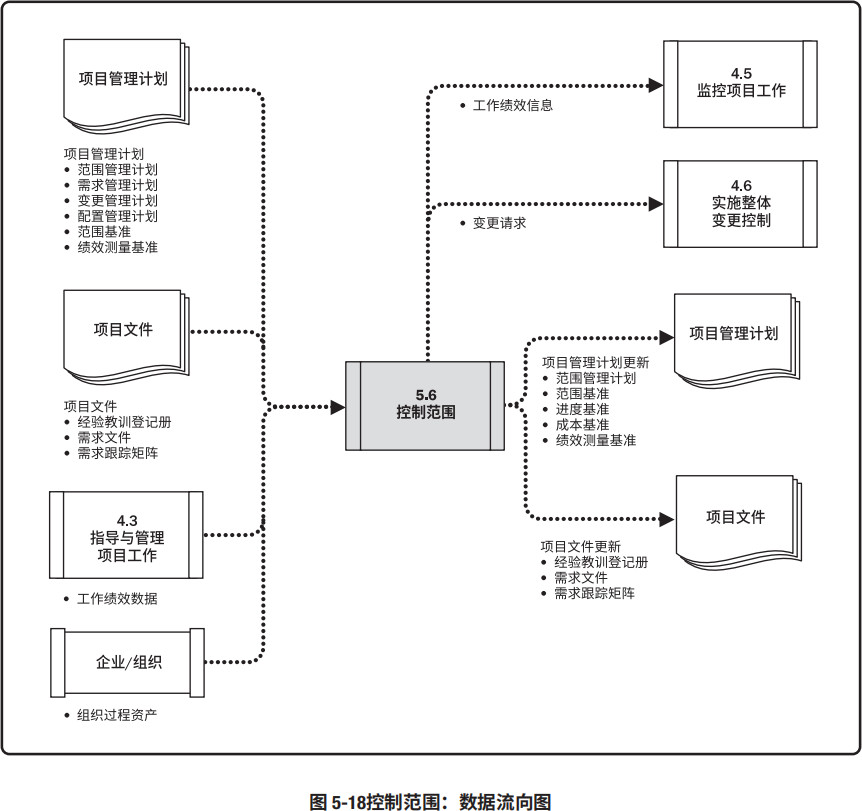 项目管理计划
项目管理计划
● 范围管理计划
● 需求管理计划
● 变更管理计划
● 配置管理计划
● 范围基准
● 绩效测量基准
项目文件
项目文件
● 经验教训登记册
● 需求文件
● 需求跟踪矩阵
4.3
指导与管理
项目工作
● 工作绩效数据
企业/组织
● 组织过程资产
5.6
控制范围
● 工作绩效信息
4.5
监控项目工作
● 变更请求
4.6
实施整体
变更控制
项目管理计划
项目管理计划更新
● 范围管理计划
● 范围基准
● 进度基准
● 成本基准
● 绩效测量基准
项目文件
项目文件更新
● 经验教训登记册
● 需求文件
● 需求跟踪矩阵
图 5-18控制范围：数据流向图